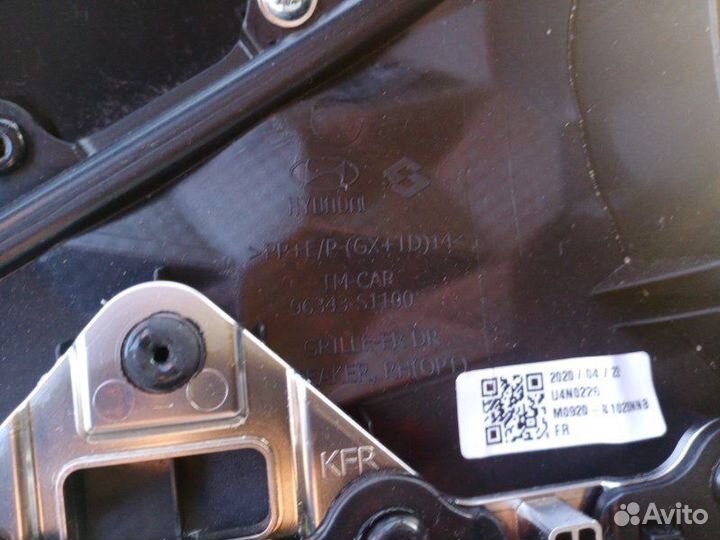 HYUNDAI
>PP+E/P-(GX+TD)14<
TM-CAR
96343-S1100
GRILLE-FR DR
SPEAKER, RH(OPT)
2020 / 04 /
U4N0226
FR
KFR
Avito